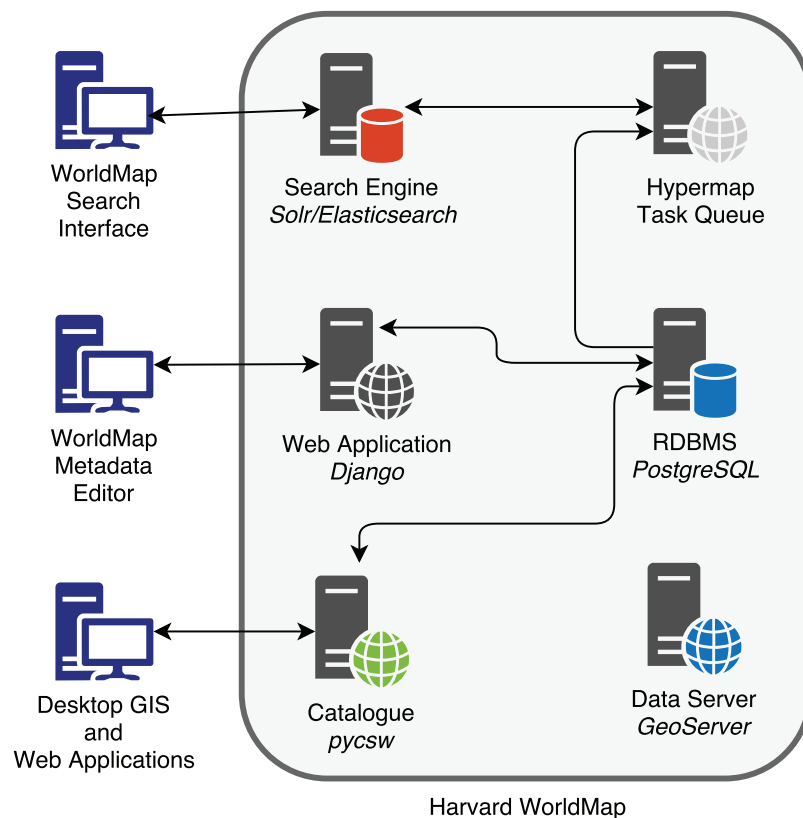 WorldMap
Search
Interface
Search Engine
Solr/Elasticsearch
Hypermap
Task Queue
WorldMap
Metadata
Editor
Web Application
Django
RDBMS
PostgreSQL
Desktop GIS
and
Web Applications
Catalogue
pycsw
Data Server
GeoServer
Harvard WorldMap